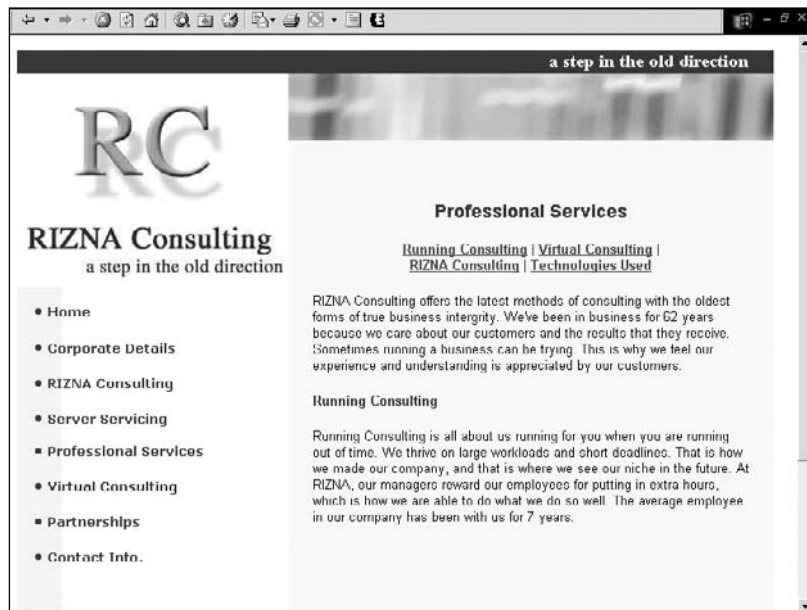 a step in the old direction
RC
RIZNA Consulting
a step in the old direction
• Home
• Corporate Details
• RIZNA Consulting
• Server Servicing
▪ Professional Services
• Virtual Consulting
▪ Partnerships
• Contact Info.
Professional Services
Running Consulting | Virtual Consulting |
RIZNA Consulting | Technologies Used
RIZNA Consulting offers the latest methods of consulting with the oldest
forms of true business intergrity. We've been in business for 62 years
because we care about our customers and the results that they receive.
Sometimes running a business can be trying. This is why we feel our
experience and understanding is appreciated by our customers.
Running Consulting
Running Consulting is all about us running for you when you are running
out of time. We thrive on large workloads and short deadlines. That is how
we made our company, and that is where we see our niche in the future. At
RIZNA, our managers reward our employees for putting in extra hours,
which is how we are able to do what we do so well. The average employee
in our company has been with us for 7 years.